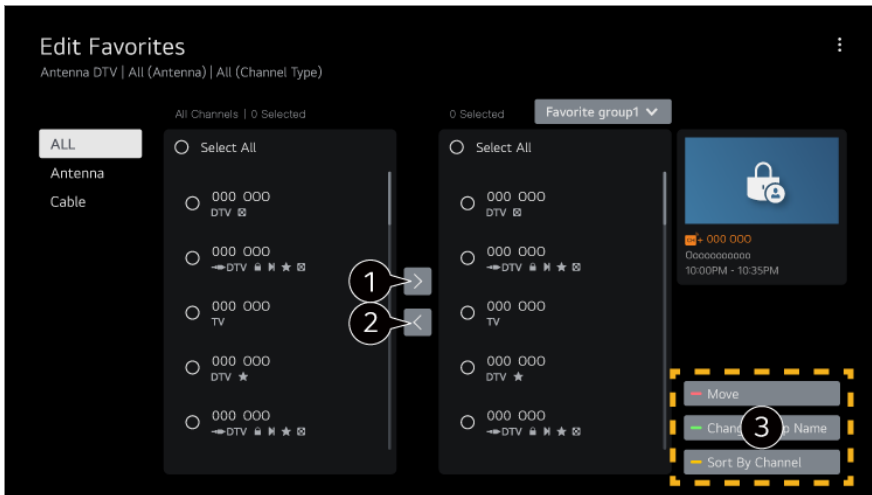 Edit Favorites
Antenna DTV | All (Antenna) | All (Channel Type)
All Channels | 0 Selected
0 Selected
Favorite group1
ALL
Antenna
Cable
Select All
000 000
DTV
000 000
DTV
000 000
TV
000 000
DTV
000 000
DTV
1
2
Select All
000 000
DTV
000 000
DTV
000 000
TV
000 000
DTV
000 000
DTV
000 000
Ooooooooooo
10:00PM - 10:35PM
Move
3
Name
Sort By Channel